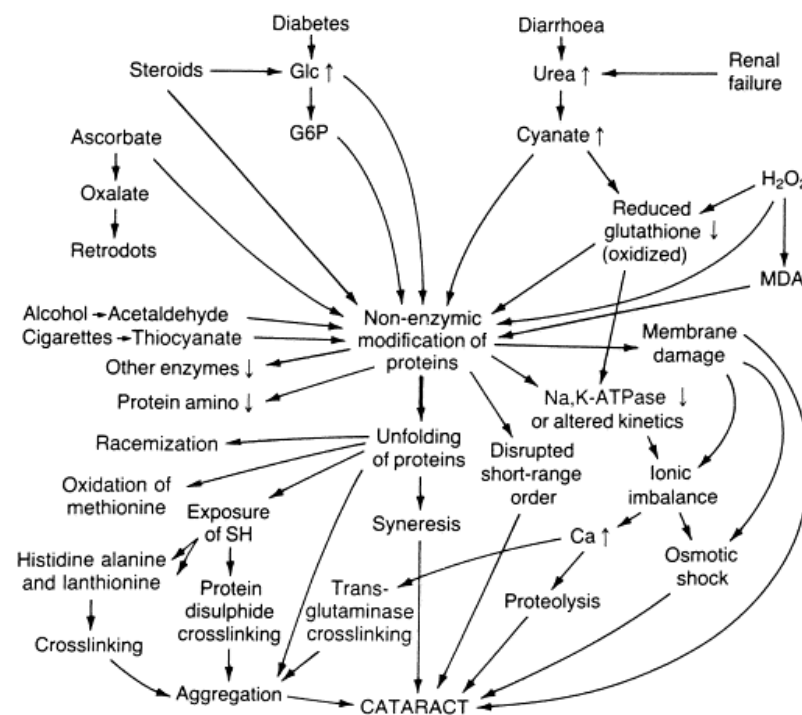 Diabetes
Diarrhoea
Steroids
Glc ↑
Urea ↑
Renal
failure
G6P
Cyanate ↑
Ascorbate
Oxalate
Retrodots
H₂O₂
Reduced
glutathione ↓
(oxidized)
MDA
Alcohol → Acetaldehyde
Cigarettes → Thiocyanate
Non-enzymic
modification of
proteins
Membrane
damage
Other enzymes ↓
Protein amino ↓
Na,K-ATPase ↓
or altered kinetics
Racemization
Unfolding
of proteins
Disrupted
short-range
order
Ionic
imbalance
Oxidation of
methionine
Exposure
of SH
Syneresis
Ca ↑
Osmotic
shock
Histidine alanine
and lanthionine
Protein
disulphide
crosslinking
Trans-
glutaminase
crosslinking
Proteolysis
Crosslinking
Aggregation
CATARACT